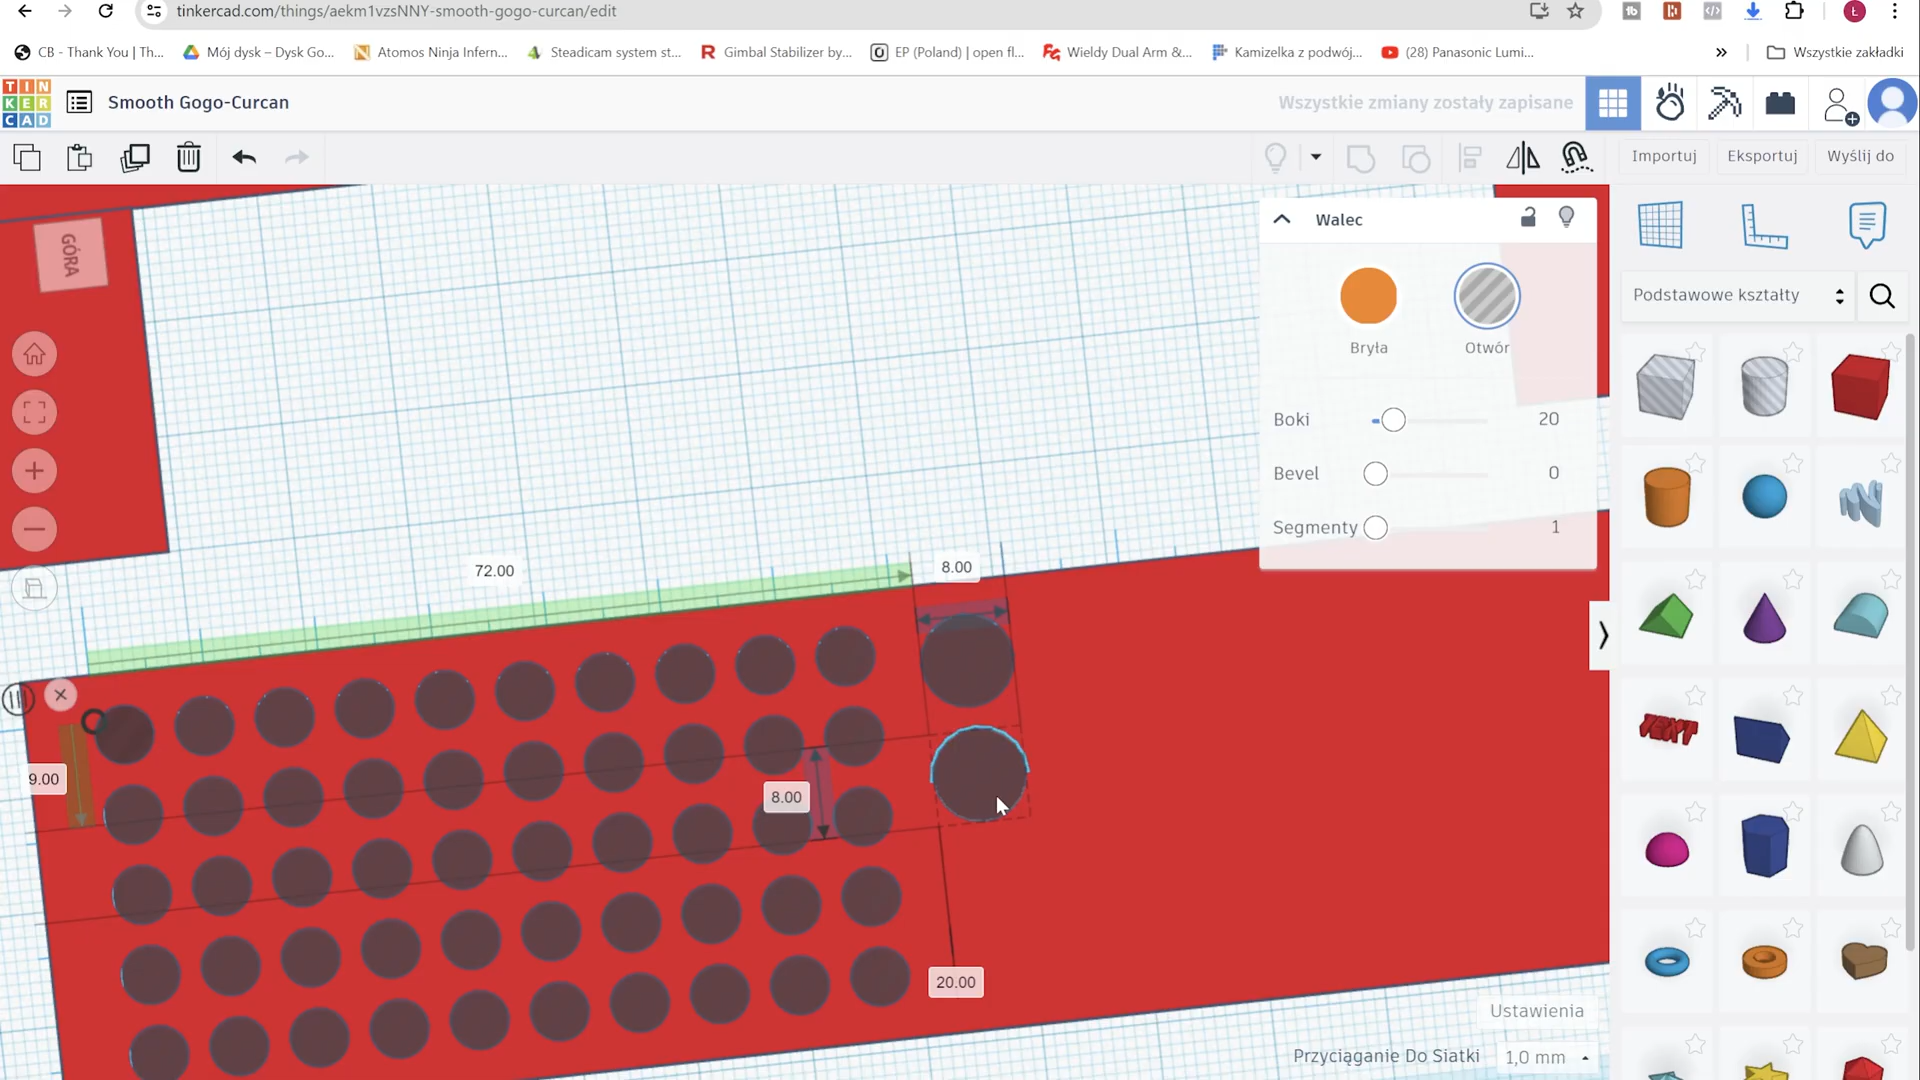 tinkercad.com/things/aekm1vzsNNY-smooth-gogo-curcan/edit
CB - Thank You | Th...
Mój dysk – Dysk Go...
Atomos Ninja Infern...
Steadicam system st...
Gimbal Stabilizer by...
EP (Poland) | open fl...
Wieldy Dual Arm &...
Kamizelka z podwój...
(28) Panasonic Lumi...
»
Wszystkie zakładki
TIN
KER
CAD
Smooth Gogo-Curcan
Wszystkie zmiany zostały zapisane
Importuj
Eksportuj
Wyślij do
GÓRA
Walec
Bryła
Otwór
Boki
20
Bevel
0
Segmenty
1
Podstawowe kształty
TEXT
72.00
8.00
9.00
8.00
20.00
Ustawienia
Przyciąganie Do Siatki
1,0 mm